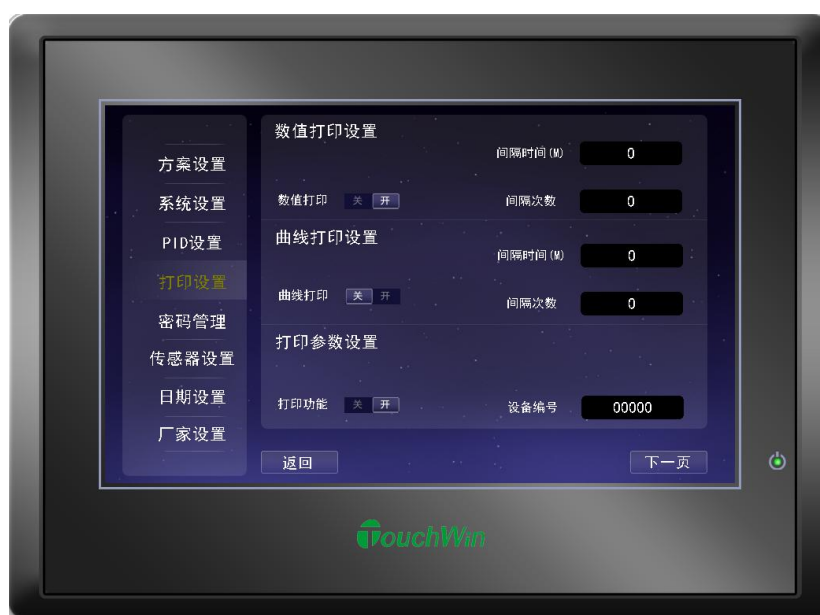 方案设置
系统设置
PID设置
打印设置
密码管理
传感器设置
日期设置
厂家设置
数值打印设置
间隔时间(M) 0
数值打印 关 开 间隔次数 0
曲线打印设置
间隔时间(M) 0
曲线打印 关 开 间隔次数 0
打印参数设置
打印功能 关 开 设备编号 00000
返回 下一页
TouchWin